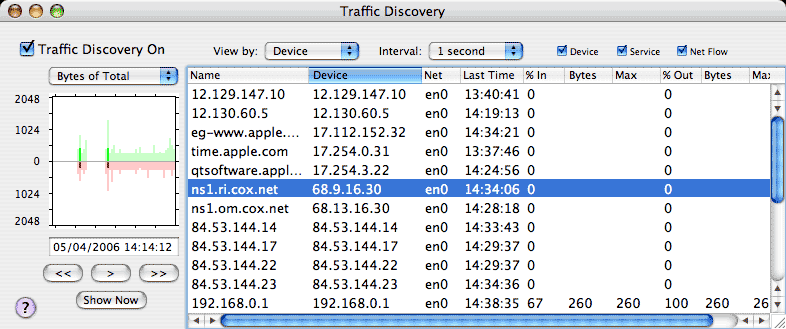 Traffic Discovery
Traffic Discovery On
View by: Device
Interval: 1 second
Device
Service
Net Flow
Bytes of Total
2048
1024
0
1024
2048
05/04/2006 14:14:12
<< > >>
Show Now
?
Name Device Net Last Time % In Bytes Max % Out Bytes Max
12.129.147.10 12.129.147.10 en0 13:40:41 0 0
12.130.60.5 12.130.60.5 en0 14:19:13 0 0
eg-www.apple.... 17.112.152.32 en0 14:34:21 0 0
time.apple.com 17.254.0.31 en0 13:37:46 0 0
qtsoftware.appl... 17.254.3.22 en0 14:24:56 0 0
ns1.ri.cox.net 68.9.16.30 en0 14:34:06 0 0
ns1.om.cox.net 68.13.16.30 en0 14:28:18 0 0
84.53.144.14 84.53.144.14 en0 14:33:43 0 0
84.53.144.17 84.53.144.17 en0 14:29:37 0 0
84.53.144.22 84.53.144.22 en0 14:29:37 0 0
84.53.144.23 84.53.144.23 en0 14:34:36 0 0
192.168.0.1 192.168.0.1 en0 14:38:35 67 260 260 100 260 26